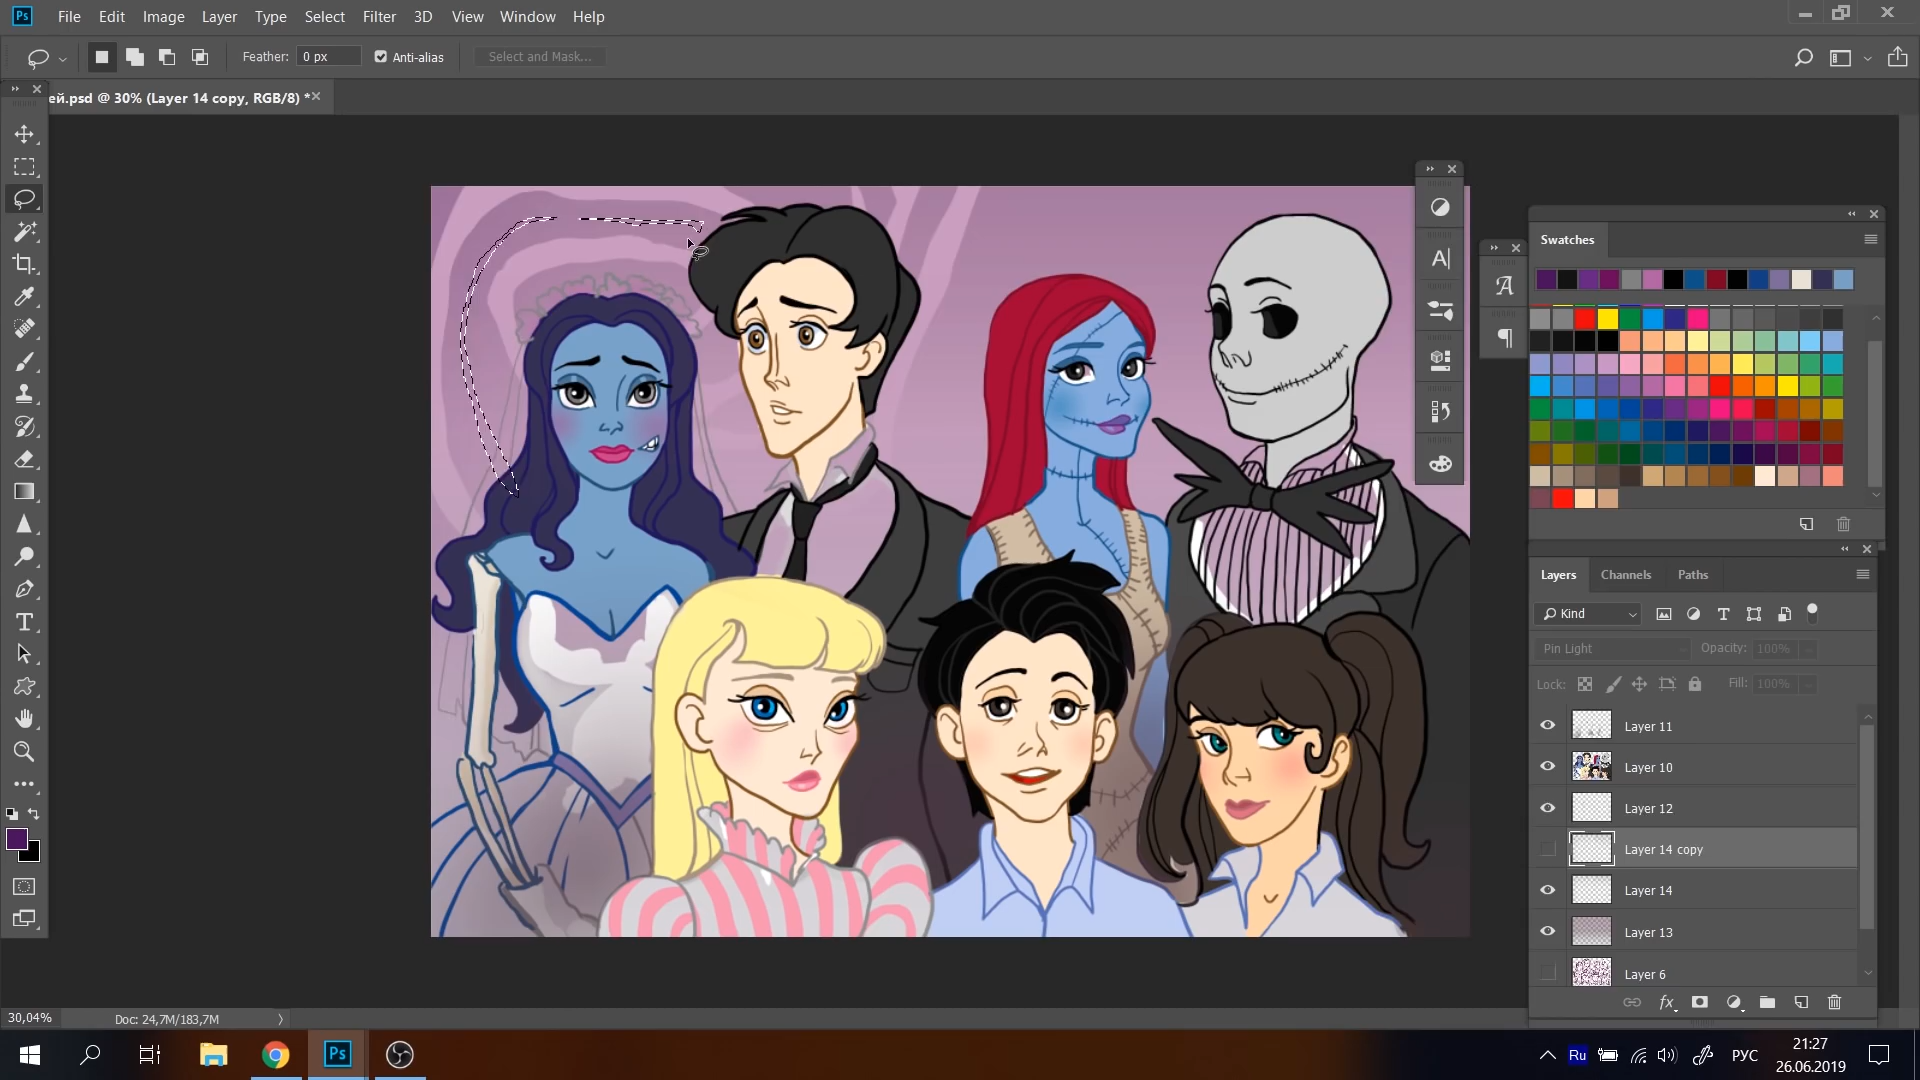 Ps File Edit Image Layer Type Select Filter 3D View Window Help
Feather: 0 px Anti-alias Select and Mask...
ей.psd @ 30% (Layer 14 copy, RGB/8) *
Swatches
Layers Channels Paths
Kind
Pin Light Opacity: 100%
Lock: Fill: 100%
Layer 11
Layer 10
Layer 12
Layer 14 copy
Layer 14
Layer 13
Layer 6
fx
30,04% Doc: 24,7M/183,7M
Ps Ru РУС 21:27
26.06.2019